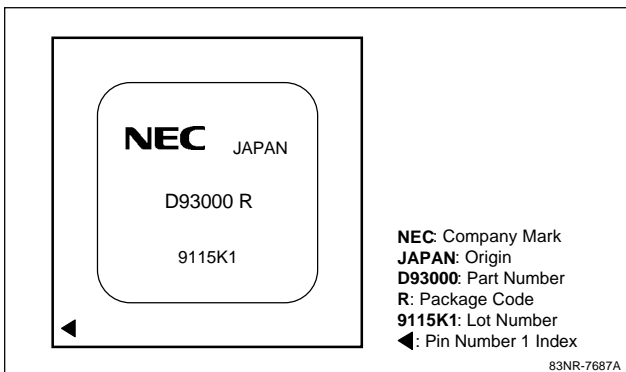 NEC JAPAN
D93000 R
9115K1
NEC: Company Mark
JAPAN: Origin
D93000: Part Number
R: Package Code
9115K1: Lot Number
◀: Pin Number 1 Index
83NR-7687A